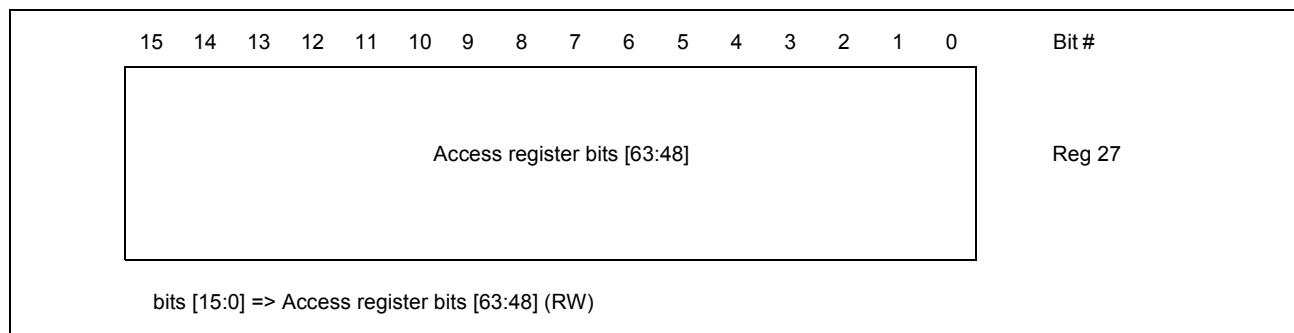 15 14 13 12 11 10 9 8 7 6 5 4 3 2 1 0 Bit #
Access register bits [63:48] Reg 27
bits [15:0] => Access register bits [63:48] (RW)